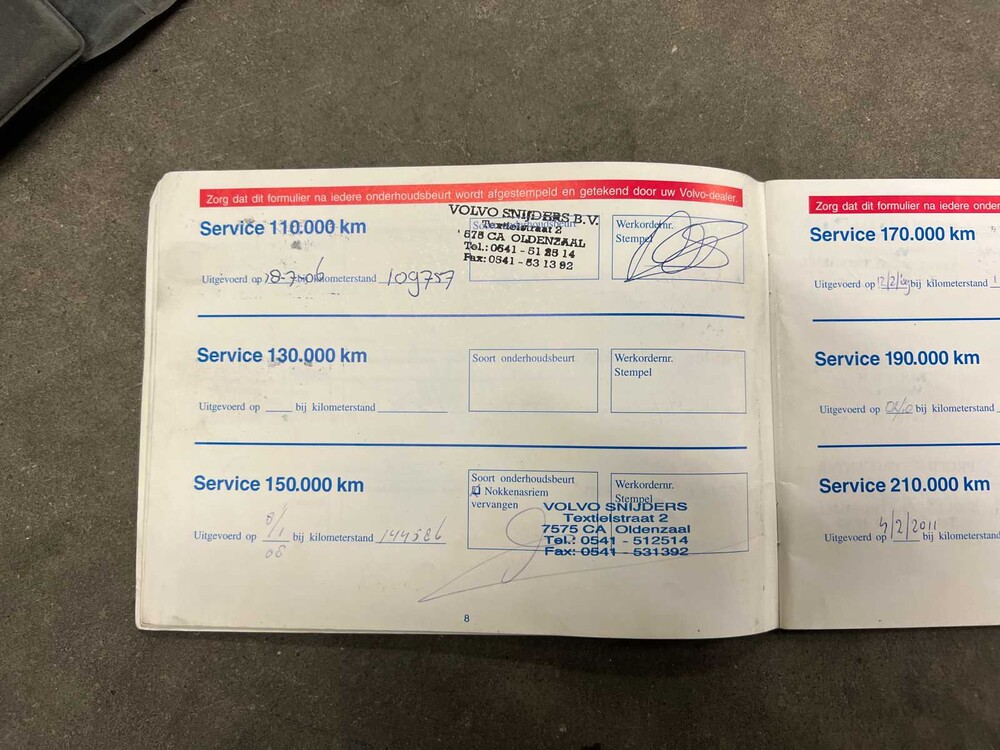 Zorg dat dit formulier na iedere onderhoudsbeurt wordt afgestempeld en getekend door uw Volvo-dealer.
Service 110.000 km
VOLVO SNIJDERS B.V.
Textielstraat 2
7575 CA OLDENZAAL
Tel.: 0541 - 51 25 14
Fax: 0541 - 53 13 92
Werkordernr.
Stempel
Uitgevoerd op 18-7-06 bij kilometerstand 109757
Service 130.000 km
Soort onderhoudsbeurt
Werkordernr.
Stempel
Uitgevoerd op ____ bij kilometerstand
Service 150.000 km
Soort onderhoudsbeurt
Nokkenasriem
vervangen
Werkordernr.
Stempel
VOLVO SNIJDERS
Textielstraat 2
7575 CA Oldenzaal
Tel.: 0541 - 512514
Fax: 0541 - 531392
Uitgevoerd op 8/1 08 bij kilometerstand 144586
8
Zorg dat dit formulier na iedere onder
Service 170.000 km
Uitgevoerd op bij kilometerstand
Service 190.000 km
Uitgevoerd op bij kilometerstand
Service 210.000 km
Uitgevoerd op 4/2/2011 bij kilometerstand